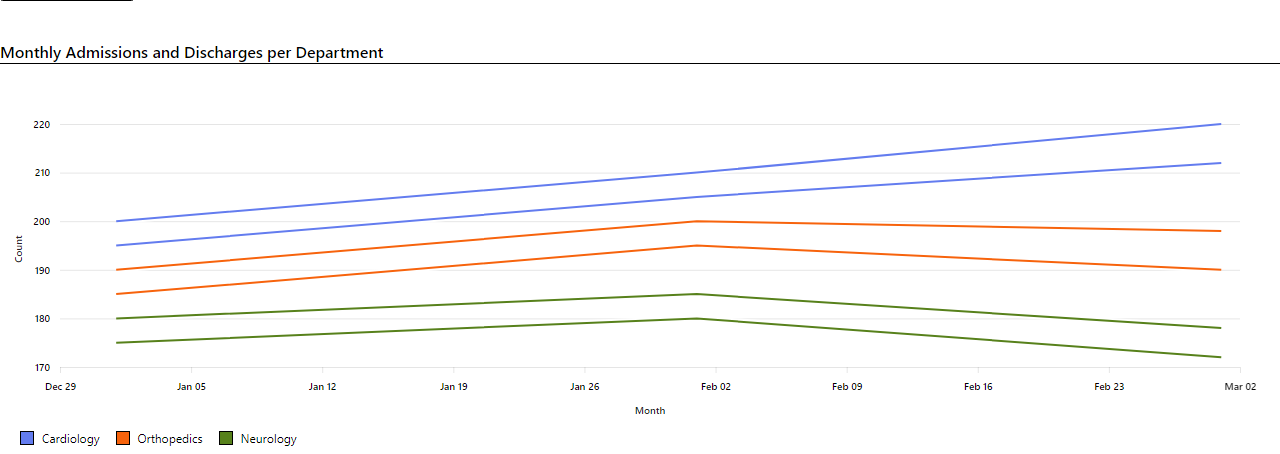 Monthly Admissions and Discharges per Department
220
210
200
190
180
170
Count
Dec 29 Jan 05 Jan 12 Jan 19 Jan 26 Feb 02 Feb 09 Feb 16 Feb 23 Mar 02
Month
Cardiology Orthopedics Neurology